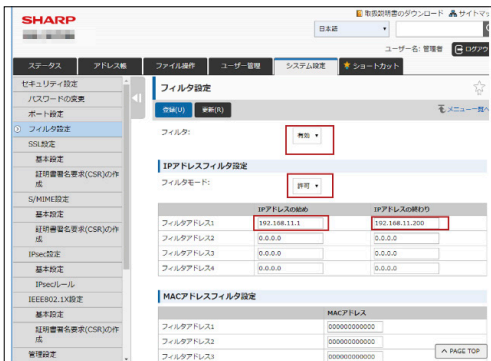 取扱説明書のダウンロード サイトマッ
SHARP
日本語
ユーザー名: 管理者 ログアウ
ステータス アドレス帳 ファイル操作 ユーザー管理 システム設定 ショートカット
セキュリティ設定
パスワードの変更
ポート設定
フィルタ設定
SSL設定
基本設定
証明書署名要求(CSR)の作
成
S/MIME設定
基本設定
証明書署名要求(CSR)の作
成
IPsec設定
基本設定
IPsecルール
IEEE802.1X設定
基本設定
証明書署名要求(CSR)の作
成
管理設定
フィルタ設定
登録(U) 更新(R)
メニュー一覧へ
フィルタ: 有効
IPアドレスフィルタ設定
フィルタモード: 許可
IPアドレスの始め IPアドレスの終わり
フィルタアドレス1 192.168.11.1 192.168.11.200
フィルタアドレス2 0.0.0.0 0.0.0.0
フィルタアドレス3 0.0.0.0 0.0.0.0
フィルタアドレス4 0.0.0.0 0.0.0.0
MACアドレスフィルタ設定
MACアドレス
フィルタアドレス1 000000000000
フィルタアドレス2 000000000000
フィルタアドレス3 000000000000
PAGE TOP